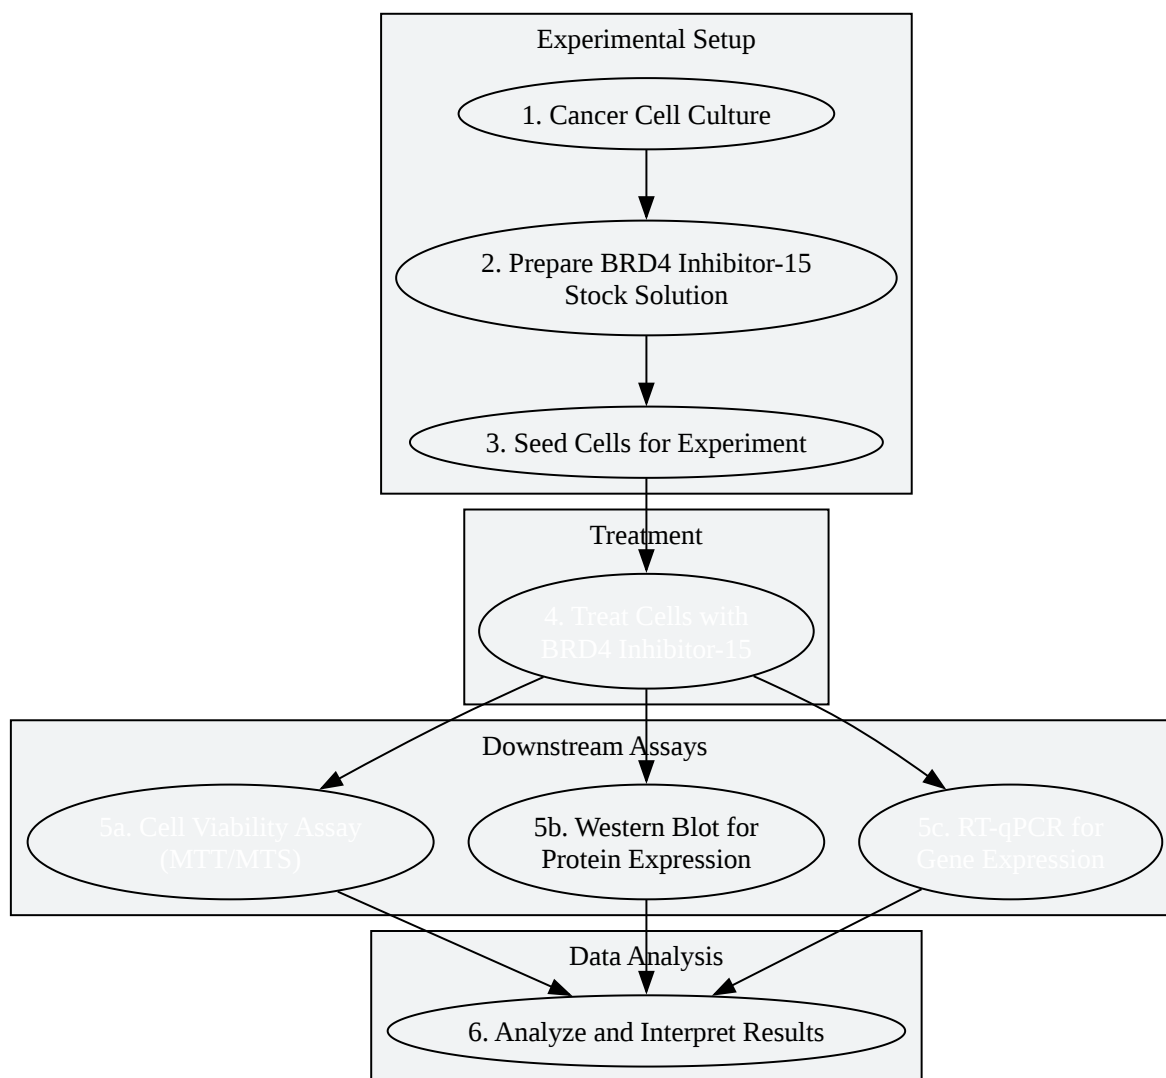 Experimental Setup
1. Cancer Cell Culture
2. Prepare BRD4 Inhibitor-15
Stock Solution
3. Seed Cells for Experiment
Treatment
4. Treat Cells with
BRD4 Inhibitor-15
Downstream Assays
5a. Cell Viability Assay
(MTT/MTS)
5b. Western Blot for
Protein Expression
5c. RT-qPCR for
Gene Expression
Data Analysis
6. Analyze and Interpret Results